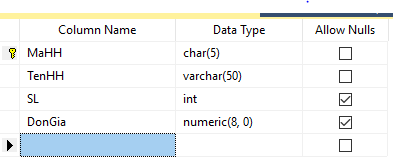 Column Name Data Type Allow Nulls
MaHH char(5)
TenHH varchar(50)
SL int
DonGia numeric(8, 0)